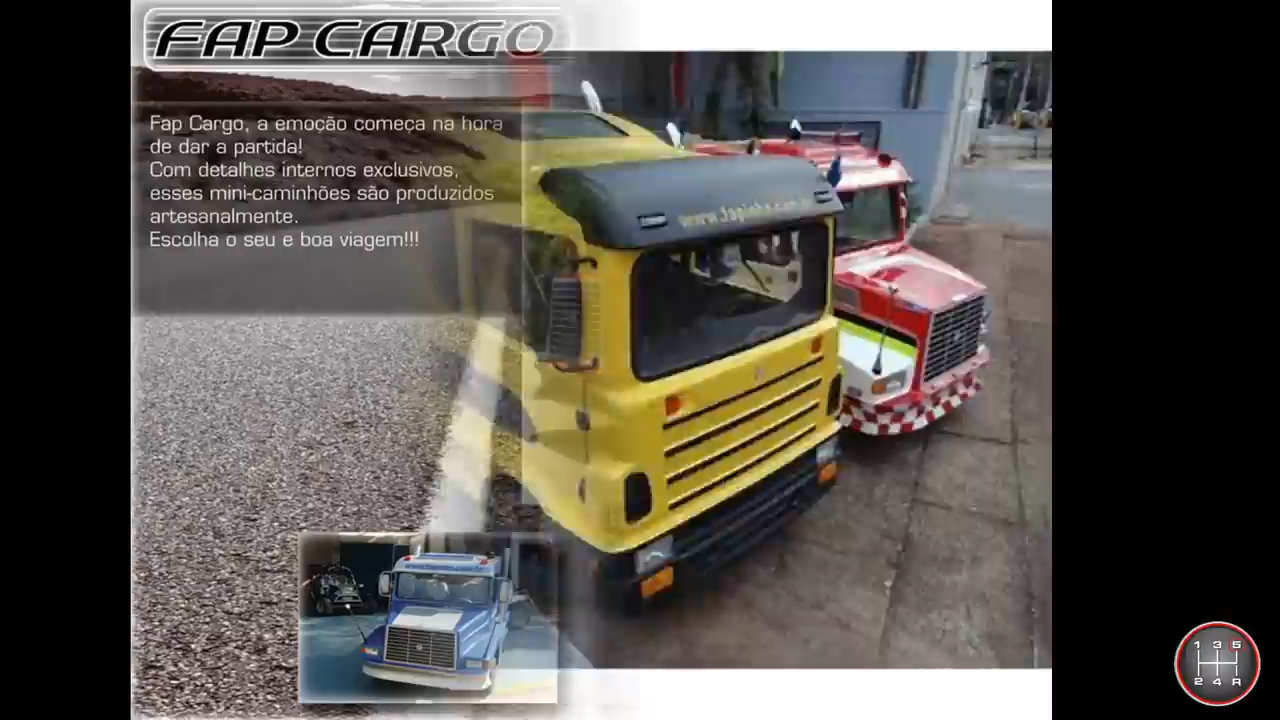 FAP CARGO
Fap Cargo, a emoção começa na hora
de dar a partida!
Com detalhes internos exclusivos,
esses mini-caminhões são produzidos
artesanalmente.
Escolha o seu e boa viagem!!!
1 3 5
2 4 R